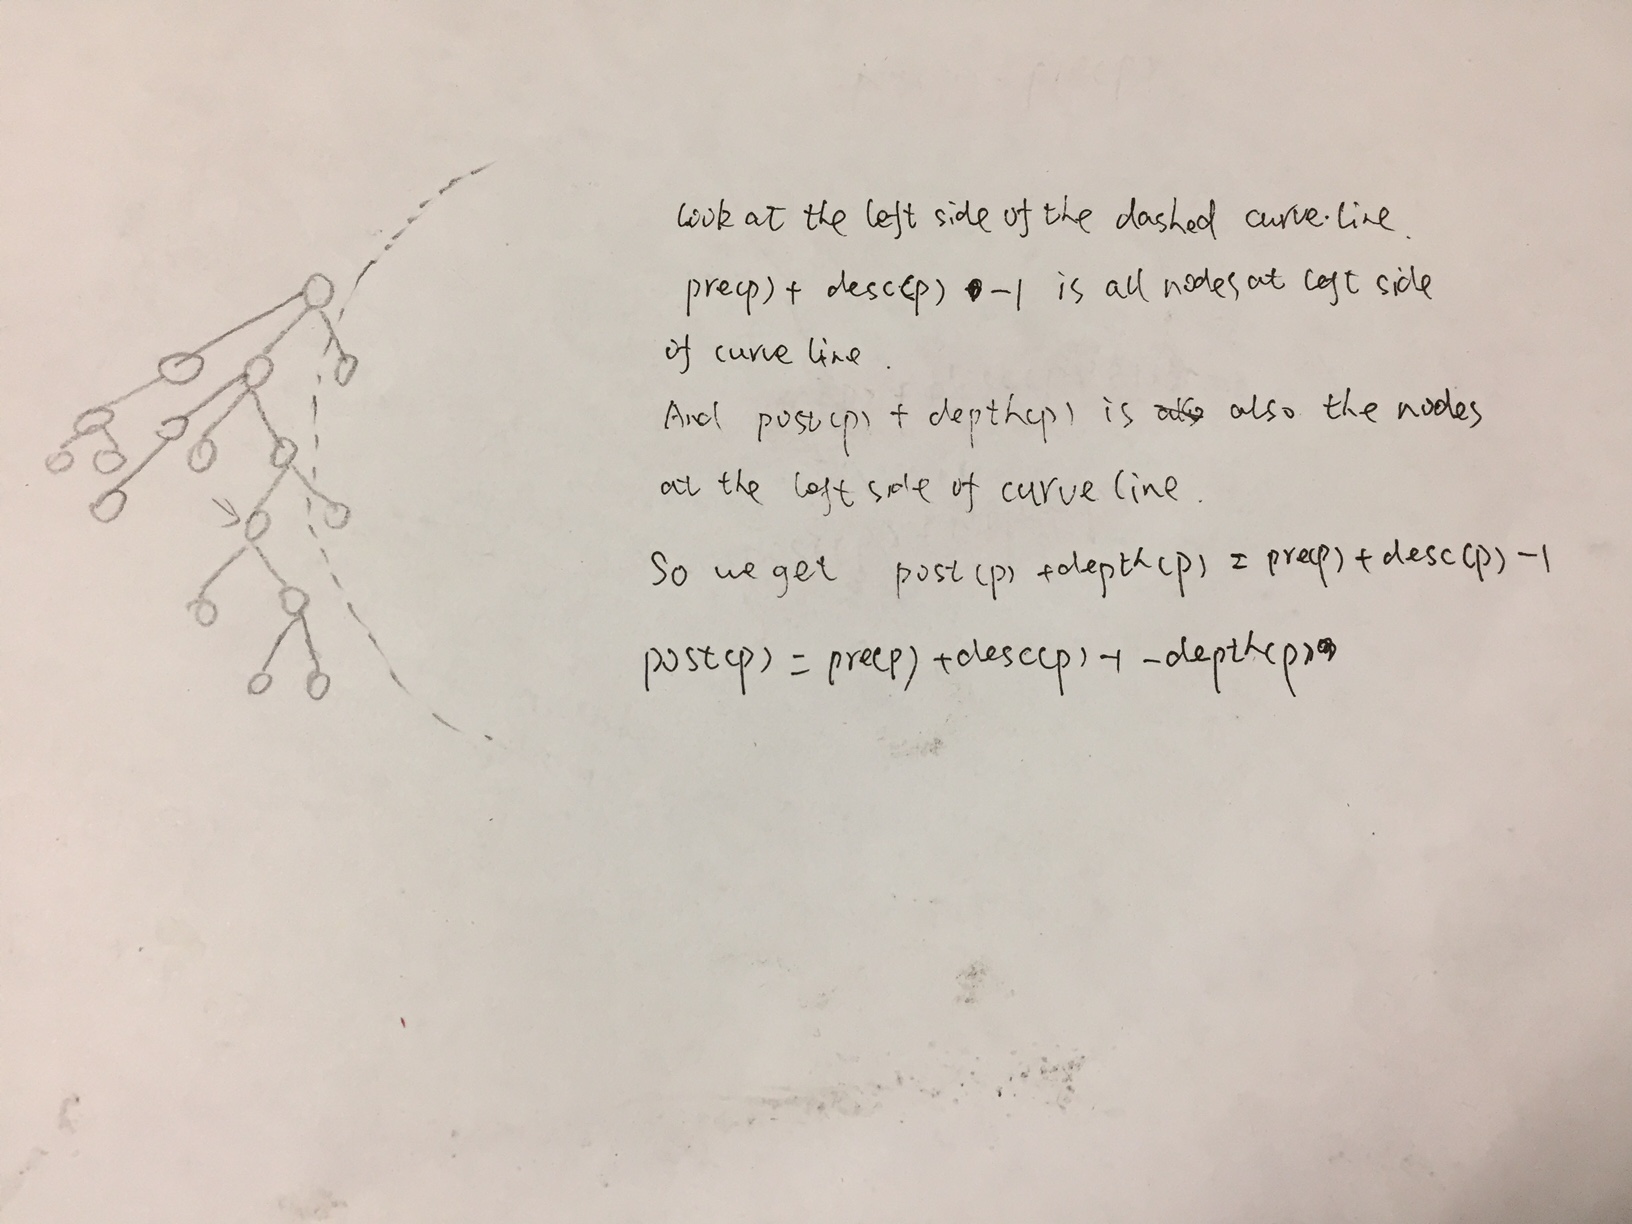 Look at the left side of the dashed curve line.
pre(p) + desc(p) -1 is all nodes at left side
of curve line.
And post(p) + depth(p) is also the nodes
at the left side of curve line.
So we get post(p) + depth(p) = pre(p) + desc(p) - 1
post(p) = pre(p) + desc(p) -1 - depth(p)